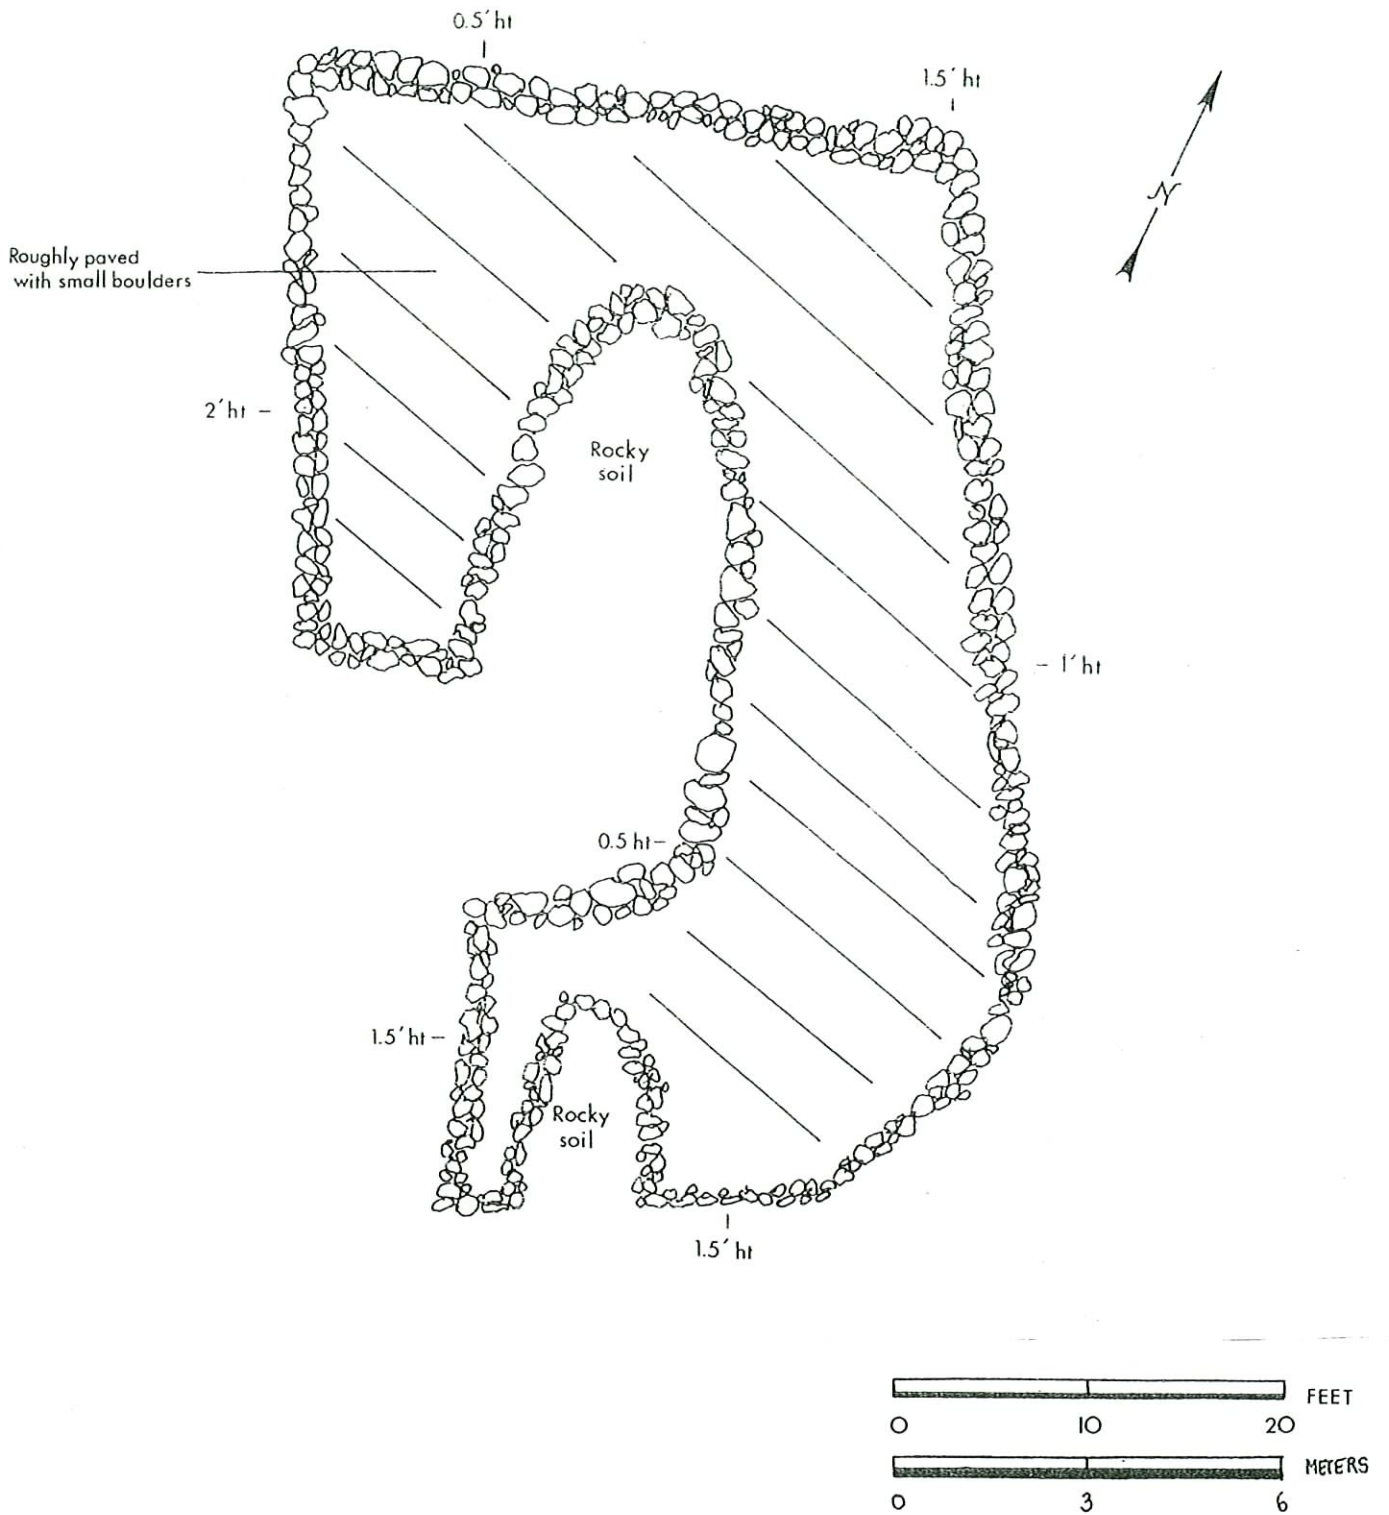 0.5′ ht
1.5′ ht
N
Roughly paved
with small boulders
2′ ht
Rocky
soil
1′ ht
0.5 ht
1.5′ ht
Rocky
soil
1.5′ ht
FEET
0 10 20
METERS
0 3 6